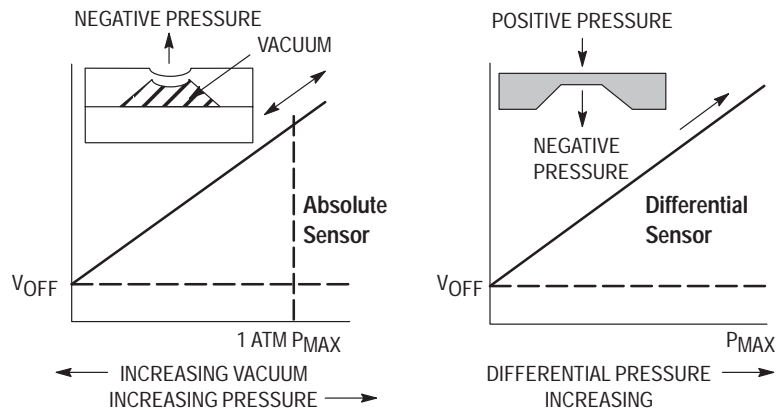 NEGATIVE PRESSURE
VACUUM
Absolute
Sensor
VOFF
1 ATM PMAX
INCREASING VACUUM
INCREASING PRESSURE
POSITIVE PRESSURE
NEGATIVE
PRESSURE
Differential
Sensor
VOFF
PMAX
DIFFERENTIAL PRESSURE
INCREASING